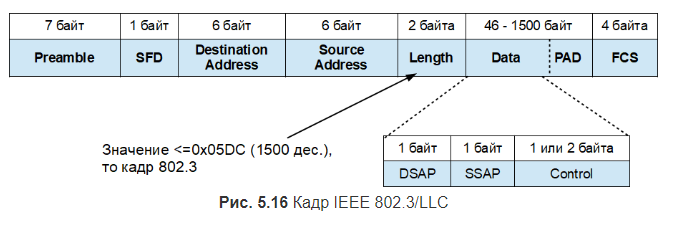 7 байт 1 байт 6 байт 6 байт 2 байта 46 - 1500 байт 4 байта
Preamble SFD Destination Address Source Address Length Data PAD FCS
Значение <=0x05DC (1500 дес.),
то кадр 802.3
1 байт 1 байт 1 или 2 байта
DSAP SSAP Control
Рис. 5.16 Кадр IEEE 802.3/LLC